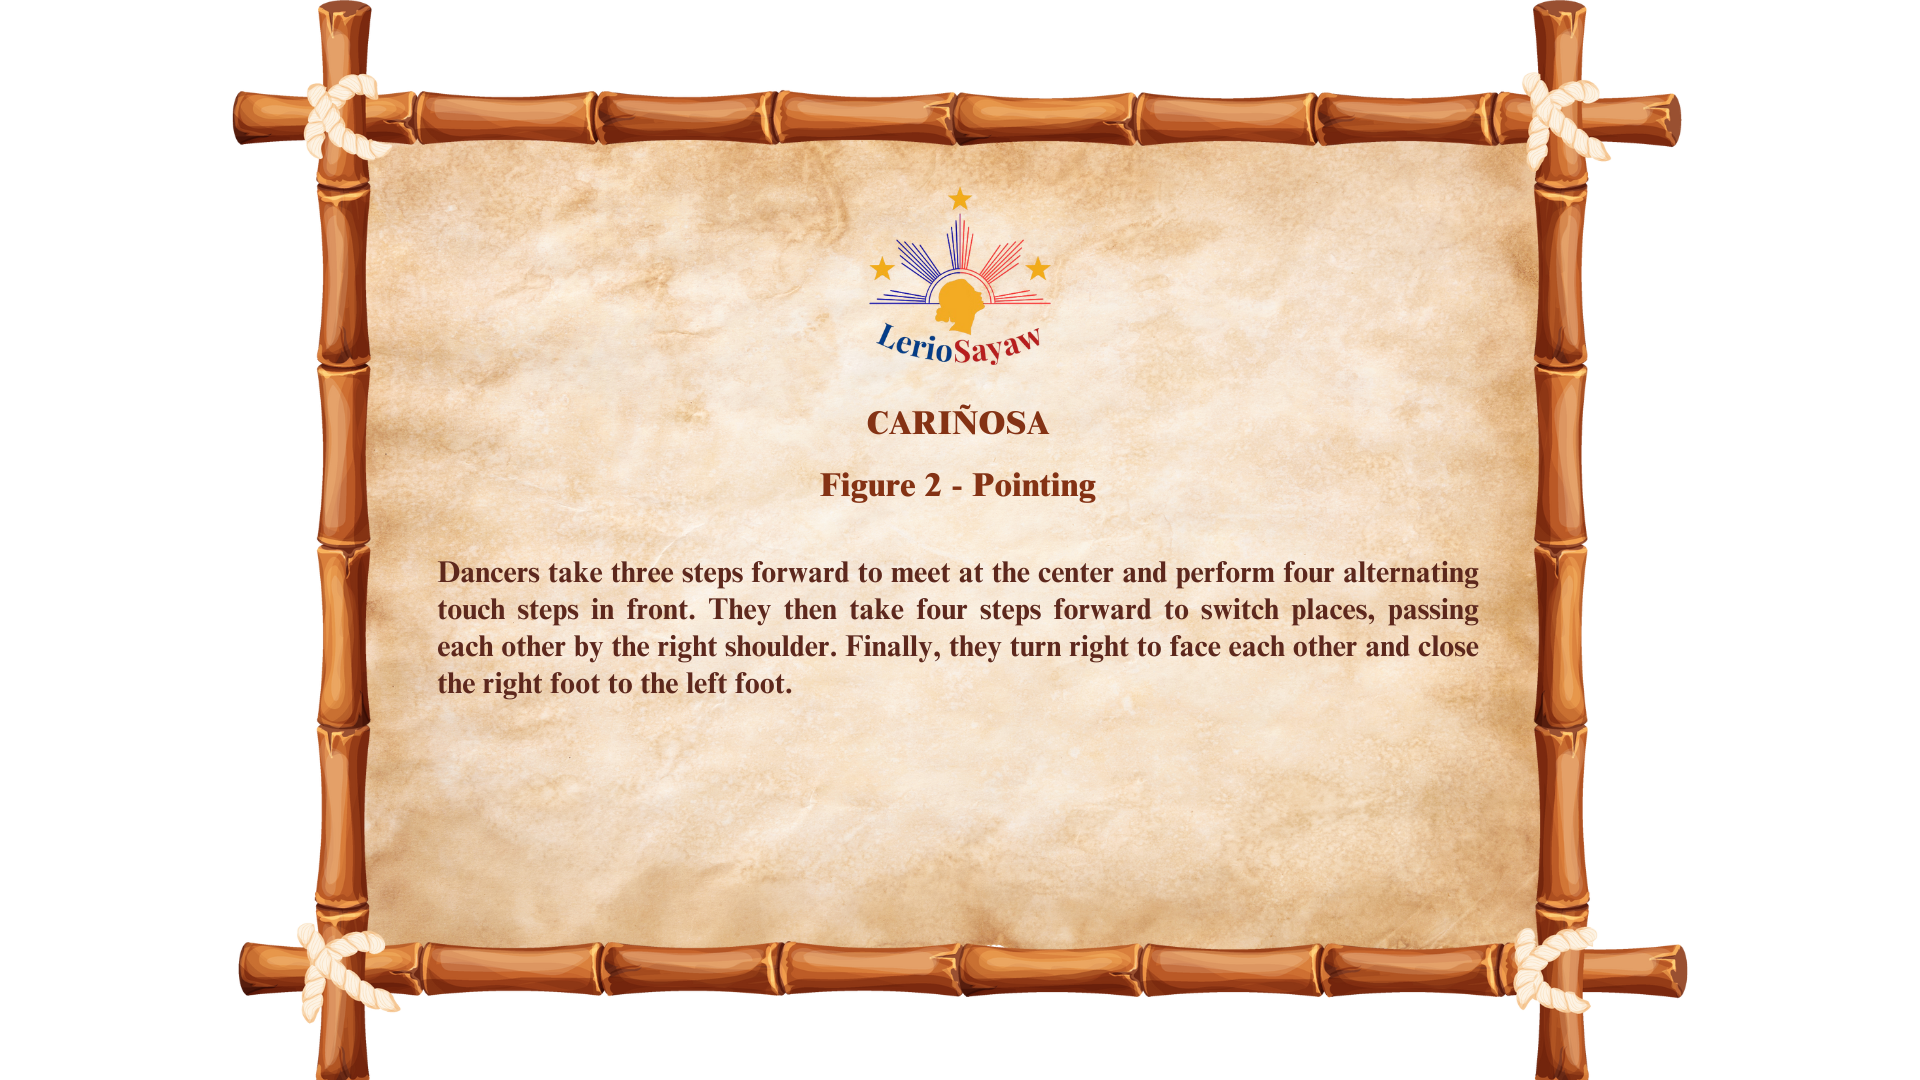 LerioSayaw
CARIÑOSA
Figure 2 - Pointing
Dancers take three steps forward to meet at the center and perform four alternating
touch steps in front. They then take four steps forward to switch places, passing
each other by the right shoulder. Finally, they turn right to face each other and close
the right foot to the left foot.